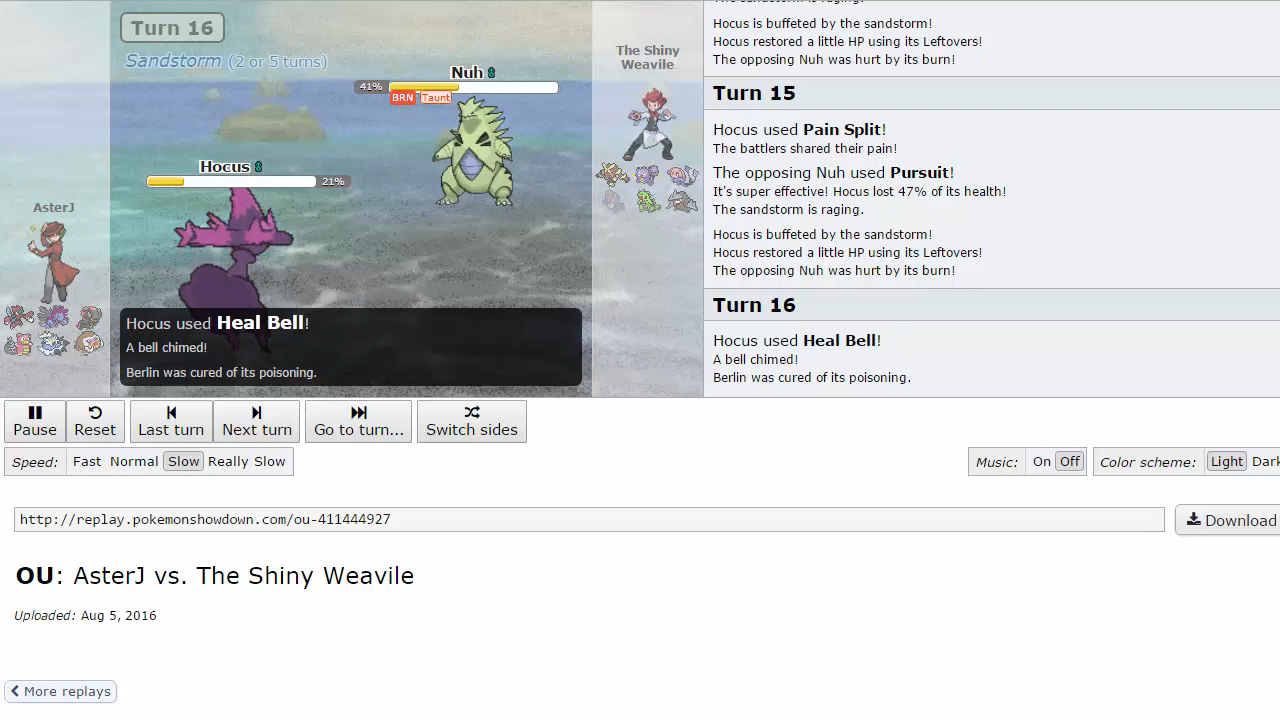 Turn 16
Sandstorm (2 or 5 turns)
Nuh
41%
BRN Taunt
Hocus
21%
AsterJ
The Shiny
Weavile
Hocus used Heal Bell!
A bell chimed!
Berlin was cured of its poisoning.
Hocus is buffeted by the sandstorm!
Hocus restored a little HP using its Leftovers!
The opposing Nuh was hurt by its burn!
Turn 15
Hocus used Pain Split!
The battlers shared their pain!
The opposing Nuh used Pursuit!
It's super effective! Hocus lost 47% of its health!
The sandstorm is raging.
Hocus is buffeted by the sandstorm!
Hocus restored a little HP using its Leftovers!
The opposing Nuh was hurt by its burn!
Turn 16
Hocus used Heal Bell!
A bell chimed!
Berlin was cured of its poisoning.
Pause Reset Last turn Next turn Go to turn... Switch sides
Speed: Fast Normal Slow Really Slow
Music: On Off Color scheme: Light Dark
http://replay.pokemonshowdown.com/ou-411444927
Download
OU: AsterJ vs. The Shiny Weavile
Uploaded: Aug 5, 2016
More replays